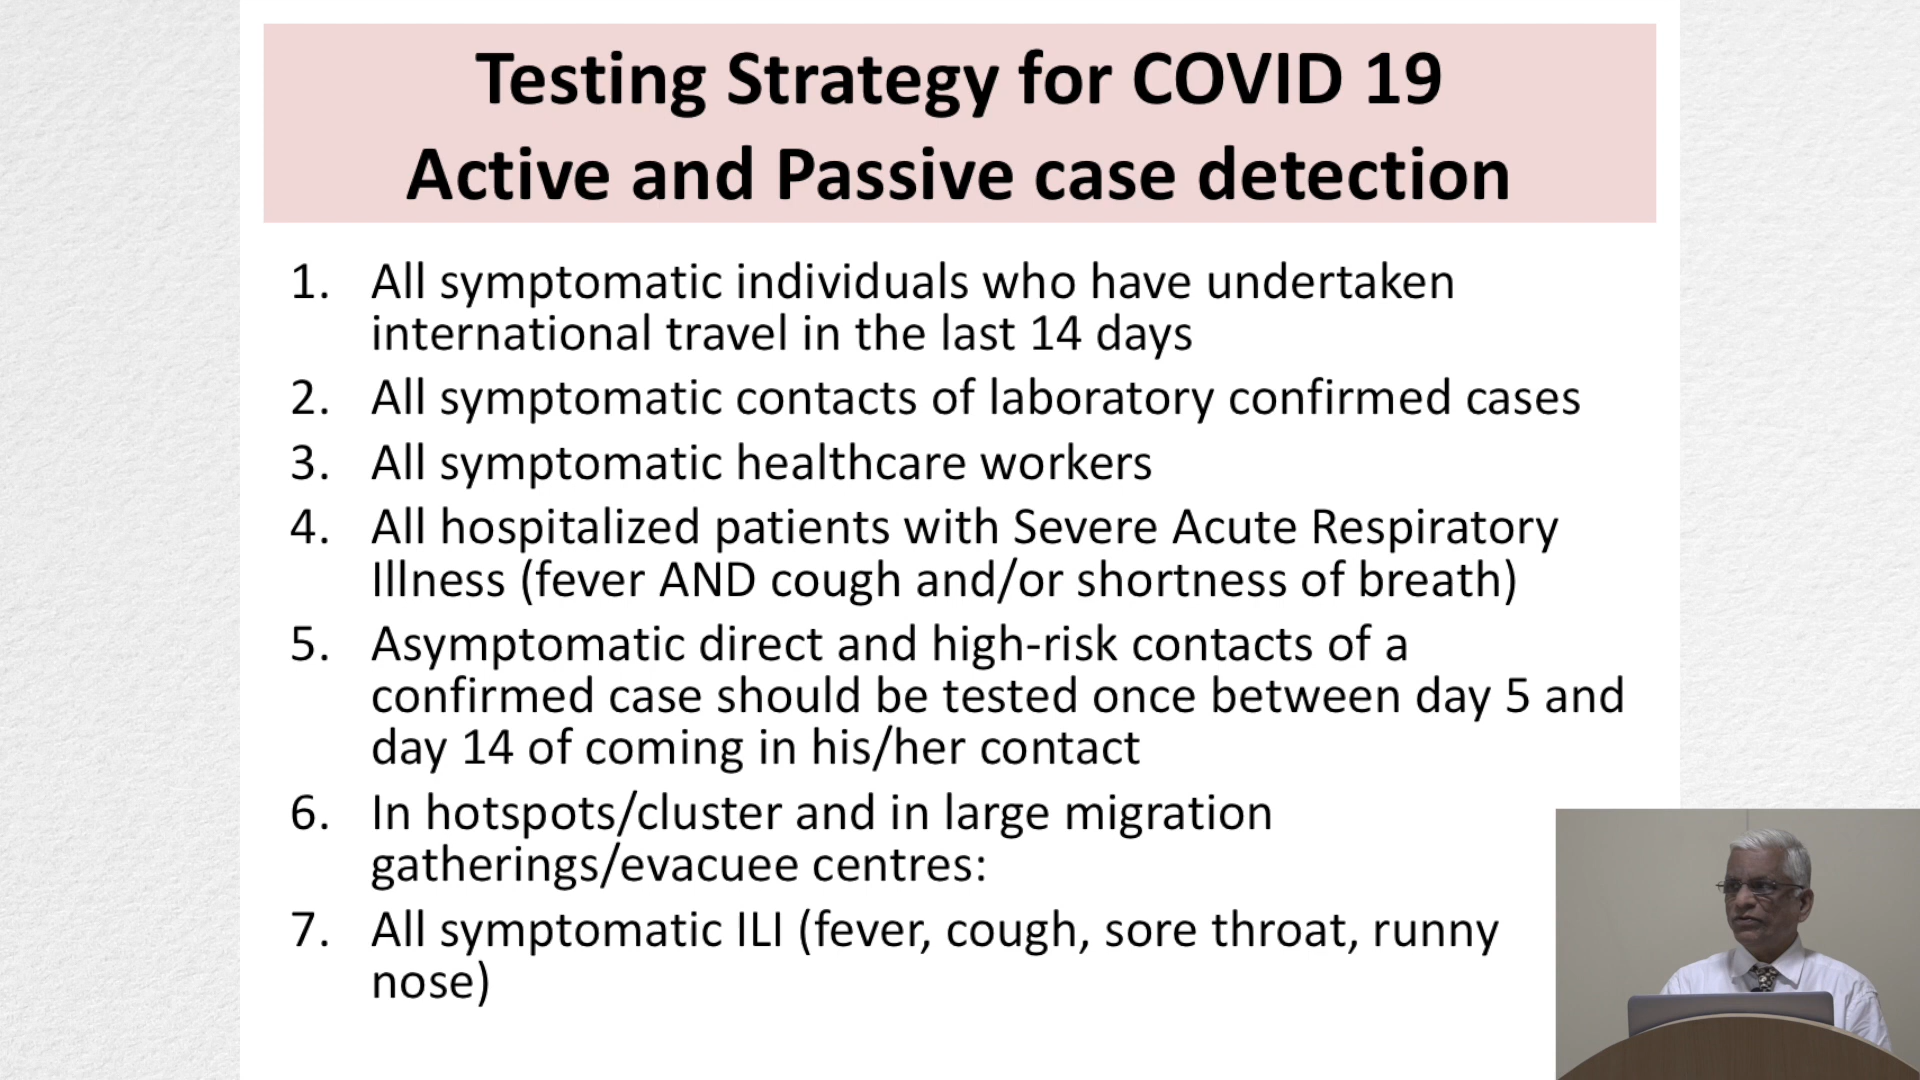 Testing Strategy for COVID 19
Active and Passive case detection
1. All symptomatic individuals who have undertaken
international travel in the last 14 days
2. All symptomatic contacts of laboratory confirmed cases
3. All symptomatic healthcare workers
4. All hospitalized patients with Severe Acute Respiratory
Illness (fever AND cough and/or shortness of breath)
5. Asymptomatic direct and high-risk contacts of a
confirmed case should be tested once between day 5 and
day 14 of coming in his/her contact
6. In hotspots/cluster and in large migration
gatherings/evacuee centres:
7. All symptomatic ILI (fever, cough, sore throat, runny
nose)